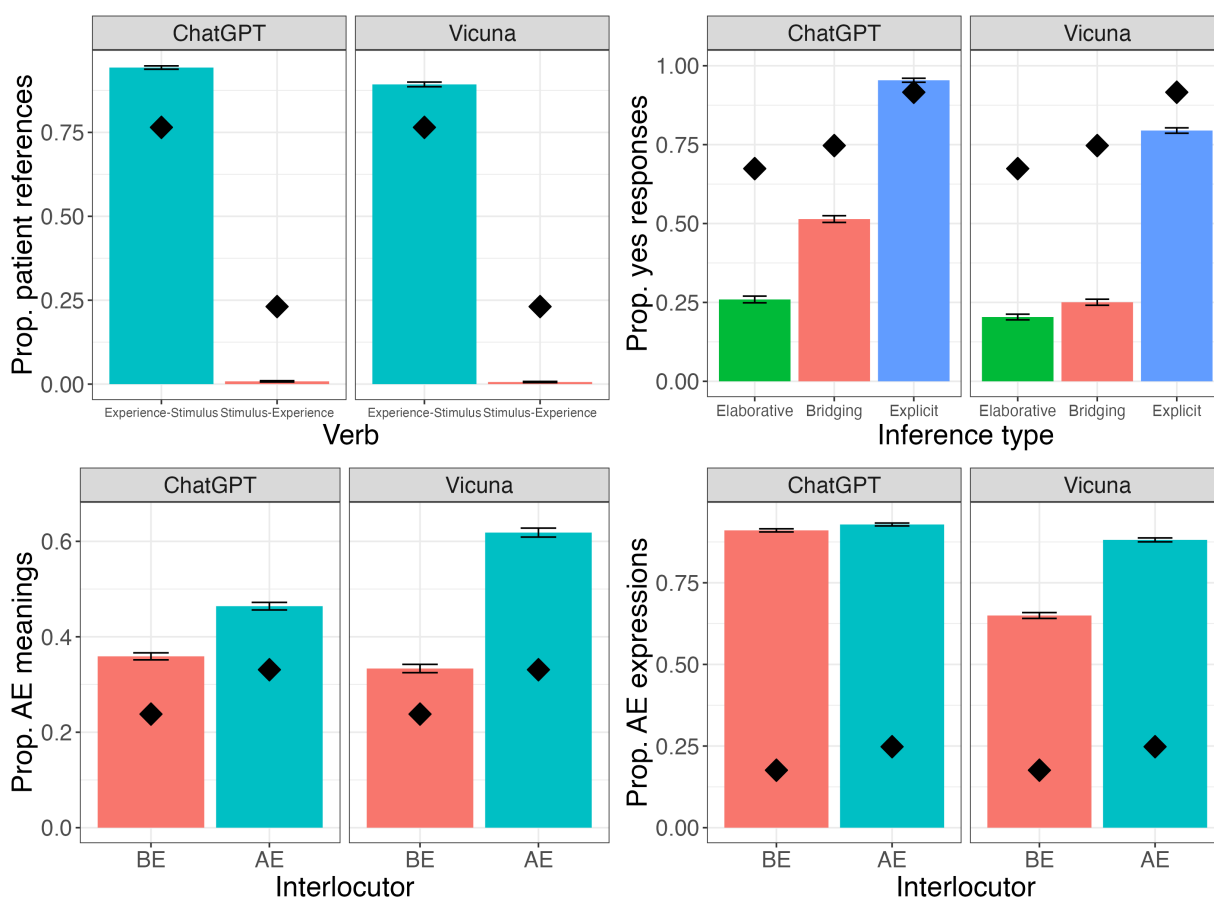 ChatGPT Vicuna
Prop. patient references
0.75
0.50
0.25
0.00
Experience-Stimulus Stimulus-Experience Experience-Stimulus Stimulus-Experience
Verb
ChatGPT Vicuna
Prop. yes responses
1.00
0.75
0.50
0.25
0.00
Elaborative Bridging Explicit Elaborative Bridging Explicit
Inference type
ChatGPT Vicuna
Prop. AE meanings
0.6
0.4
0.2
0.0
BE AE BE AE
Interlocutor
ChatGPT Vicuna
Prop. AE expressions
0.75
0.50
0.25
0.00
BE AE BE AE
Interlocutor